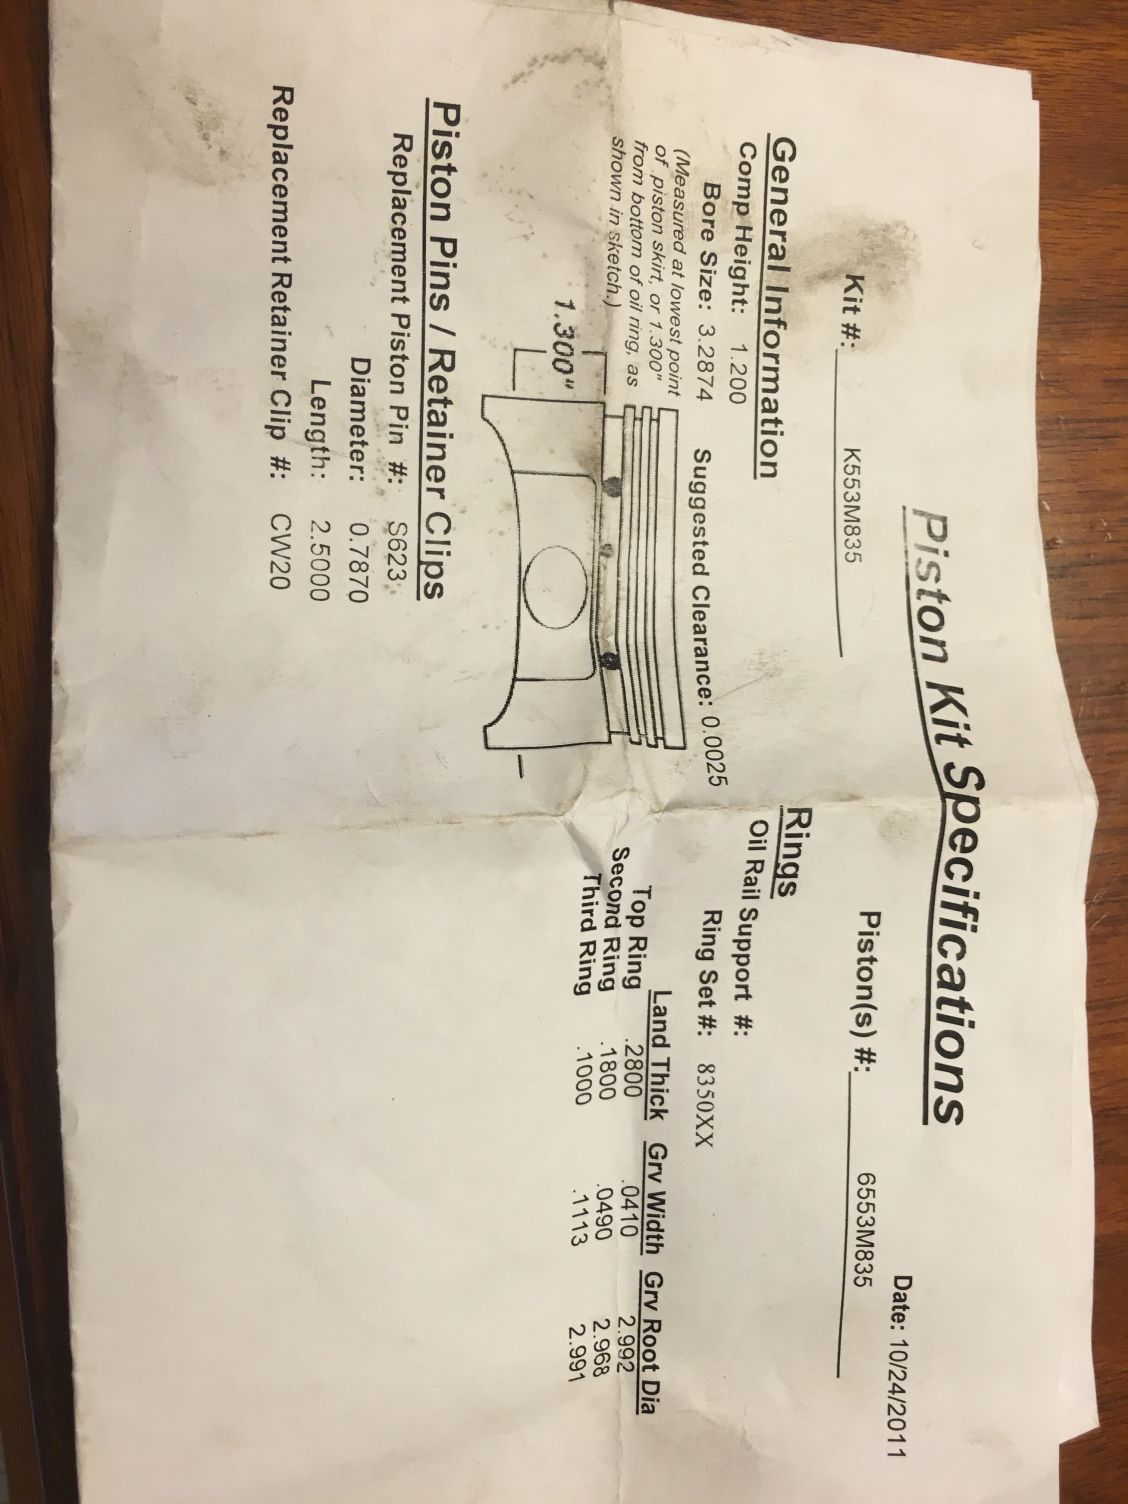 Piston Kit Specifications
Date: 10/24/2011
Kit #: K553M835
Piston(s) #: 6553M835
General Information
Comp Height: 1.200
Bore Size: 3.2874 Suggested Clearance: 0.0025
(Measured at lowest point
of piston skirt, or 1.300"
from bottom of oil ring, as
shown in sketch.)
1.300"
Rings
Oil Rail Support #:
Ring Set #: 8350XX
Land Thick Grv Width Grv Root Dia
Top Ring .2800 .0410 2.992
Second Ring .1800 .0490 2.968
Third Ring .1000 .1113 2.991
Piston Pins / Retainer Clips
Replacement Piston Pin #: S623
Diameter: 0.7870
Length: 2.5000
Replacement Retainer Clip #: CW20